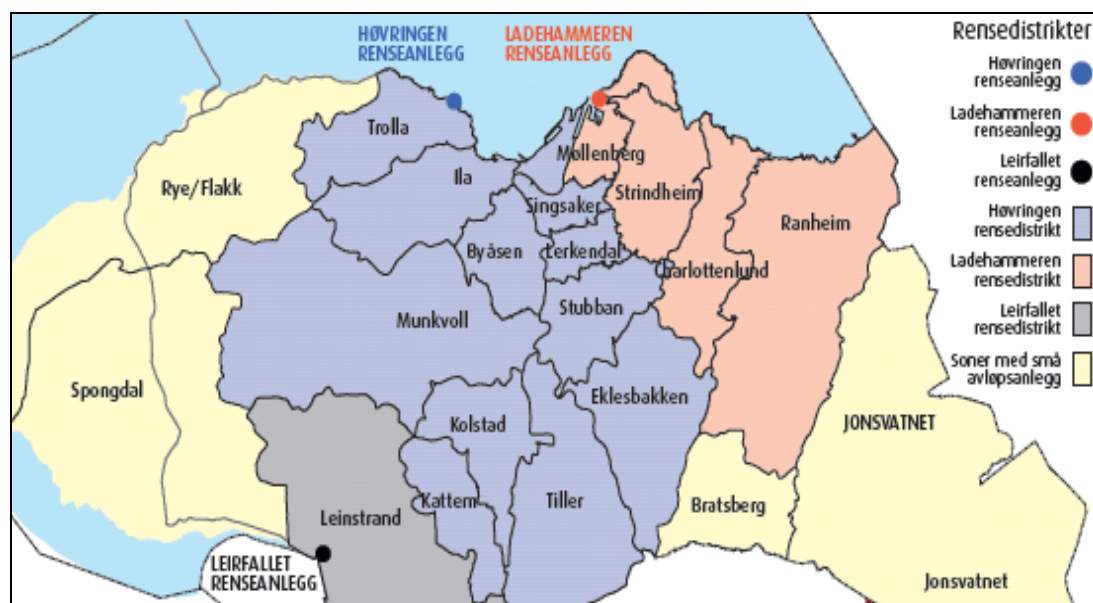 HØVRINGEN
RENSEANLEGG
LADEHAMMEREN
RENSEANLEGG
Rensedistrikter
Høvringen
renseanlegg
Ladehammeren
renseanlegg
Leirfallet
renseanlegg
Høvringen
rensedistrikt
Ladehammeren
rensedistrikt
Leirfallet
rensedistrikt
Soner med små
avløpsanlegg
Trolla
Møllenberg
Rye/Flakk
Ila
Strindheim
Singsaker
Ranheim
Byåsen
Lerkendal
Charlottenlund
Stubban
Munkvoll
Spongdal
Eklesbakken
Kolstad
JONSVATNET
Kattem
Tiller
Bratsberg
Leinstrand
LEIRFALLET
RENSEANLEGG
Jonsvatnet